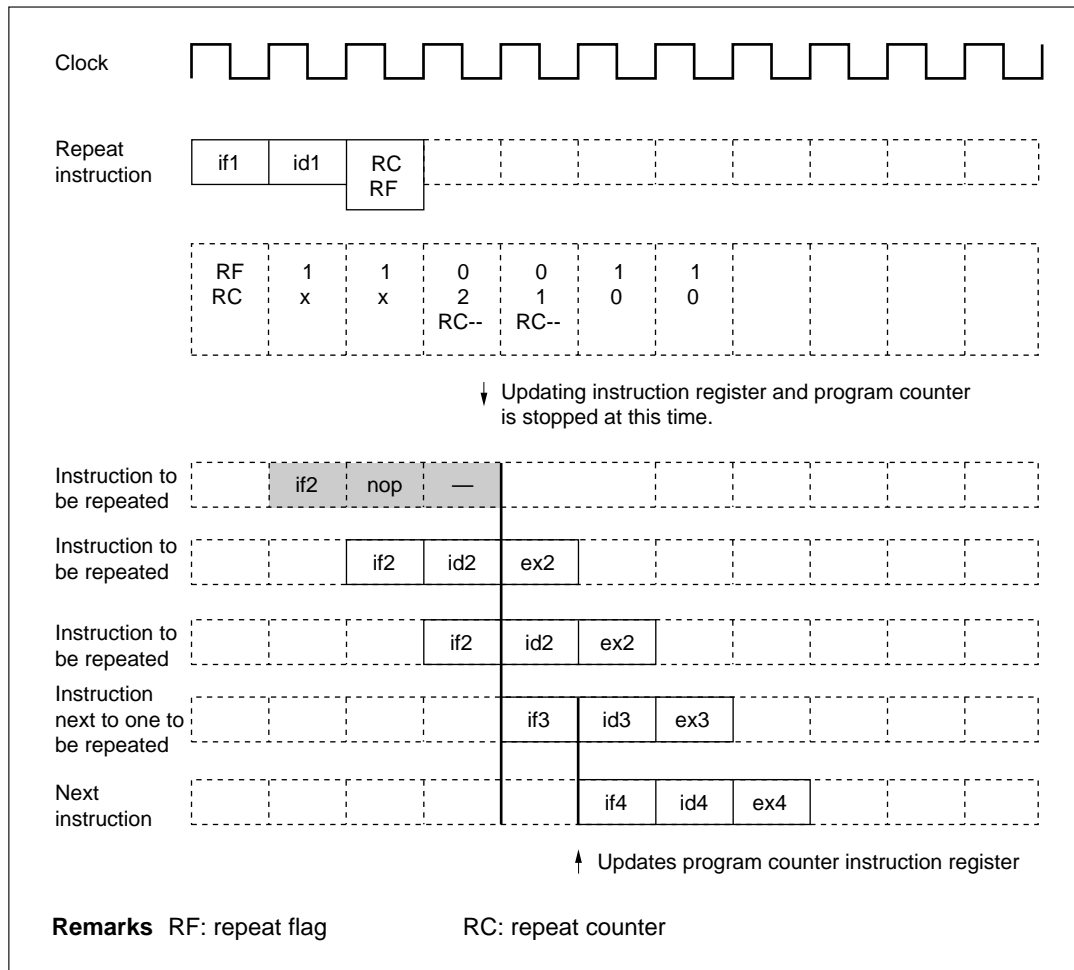 Clock
Repeat
instruction
if1 id1 RC
RF
RF 1 1 0 0 1 1
RC x x 2 1 0 0
RC-- RC--
Updating instruction register and program counter
is stopped at this time.
Instruction to
be repeated
if2 nop —
Instruction to
be repeated
if2 id2 ex2
Instruction to
be repeated
if2 id2 ex2
Instruction
next to one to
be repeated
if3 id3 ex3
Next
instruction
if4 id4 ex4
Updates program counter instruction register
Remarks RF: repeat flag RC: repeat counter